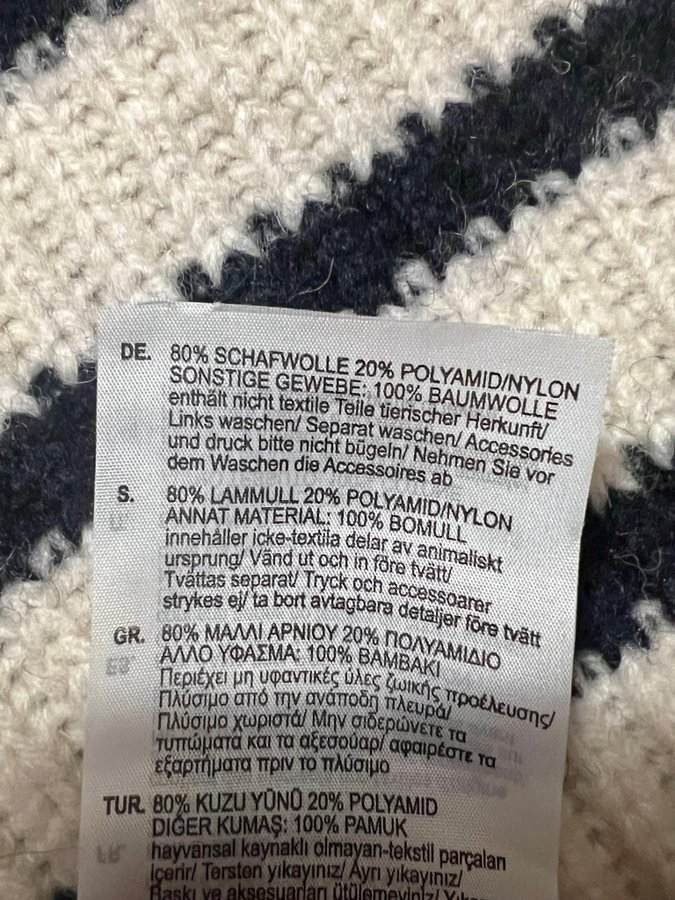 DE. 80% SCHAFWOLLE 20% POLYAMID/NYLON
SONSTIGE GEWEBE: 100% BAUMWOLLE
enthält nicht textile Teile tierischer Herkunft/
Links waschen/ Separat waschen/ Accessories
und druck bitte nicht bügeln/ Nehmen Sie vor
dem Waschen die Accessoires ab
S. 80% LAMMULL 20% POLYAMID/NYLON
ANNAT MATERIAL: 100% BOMULL
innehåller icke-textila delar av animaliskt
ursprung/ Vänd ut och in före tvätt/
Tvättas separat/ Tryck och accessoarer
strykes ej/ ta bort avtagbara detaljer före tvätt
GR. 80% ΜΑΛΛΙ ΑΡΝΙΟΥ 20% ΠΟΛΥΑΜΙΔΙΟ
ΑΛΛΟ ΥΦΑΣΜΑ: 100% ΒΑΜΒΑΚΙ
Περιέχει μη υφαντικές ύλες ζωικής προέλευσης/
Πλύσιμο από την ανάποδη πλευρά/
Πλύσιμο χωριστά/ Μην σιδερώνετε τα
τυπώματα και τα αξεσουάρ/ αφαιρέστε τα
εξαρτήματα πριν το πλύσιμο
TUR. 80% KUZU YÜNÜ 20% POLYAMID
DIĞER KUMAŞ: 100% PAMUK
hayvansal kaynaklı olmayan-tekstil parçaları
içerir/ Tersten yıkayınız/ Ayrı yıkayınız/
Baskı ve aksesuarları ütülemeyiniz/